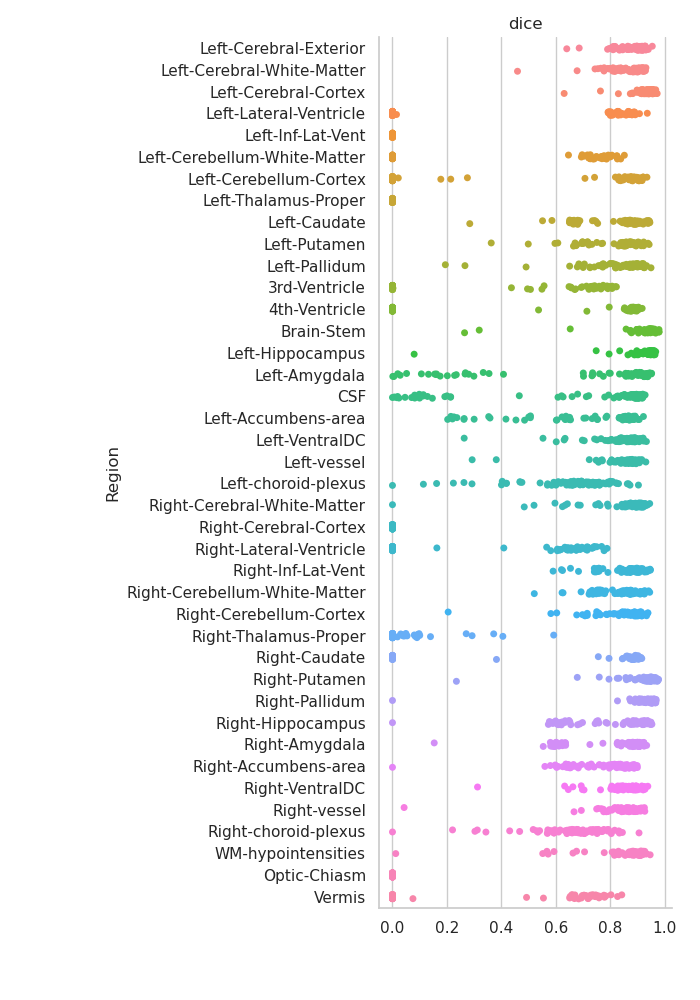 dice
Left-Cerebral-Exterior
Left-Cerebral-White-Matter
Left-Cerebral-Cortex
Left-Lateral-Ventricle
Left-Inf-Lat-Vent
Left-Cerebellum-White-Matter
Left-Cerebellum-Cortex
Left-Thalamus-Proper
Left-Caudate
Left-Putamen
Left-Pallidum
3rd-Ventricle
4th-Ventricle
Brain-Stem
Left-Hippocampus
Left-Amygdala
CSF
Left-Accumbens-area
Left-VentralDC
Left-vessel
Left-choroid-plexus
Right-Cerebral-White-Matter
Right-Cerebral-Cortex
Right-Lateral-Ventricle
Right-Inf-Lat-Vent
Right-Cerebellum-White-Matter
Right-Cerebellum-Cortex
Right-Thalamus-Proper
Right-Caudate
Right-Putamen
Right-Pallidum
Right-Hippocampus
Right-Amygdala
Right-Accumbens-area
Right-VentralDC
Right-vessel
Right-choroid-plexus
WM-hypointensities
Optic-Chiasm
Vermis
Region
0.0 0.2 0.4 0.6 0.8 1.0